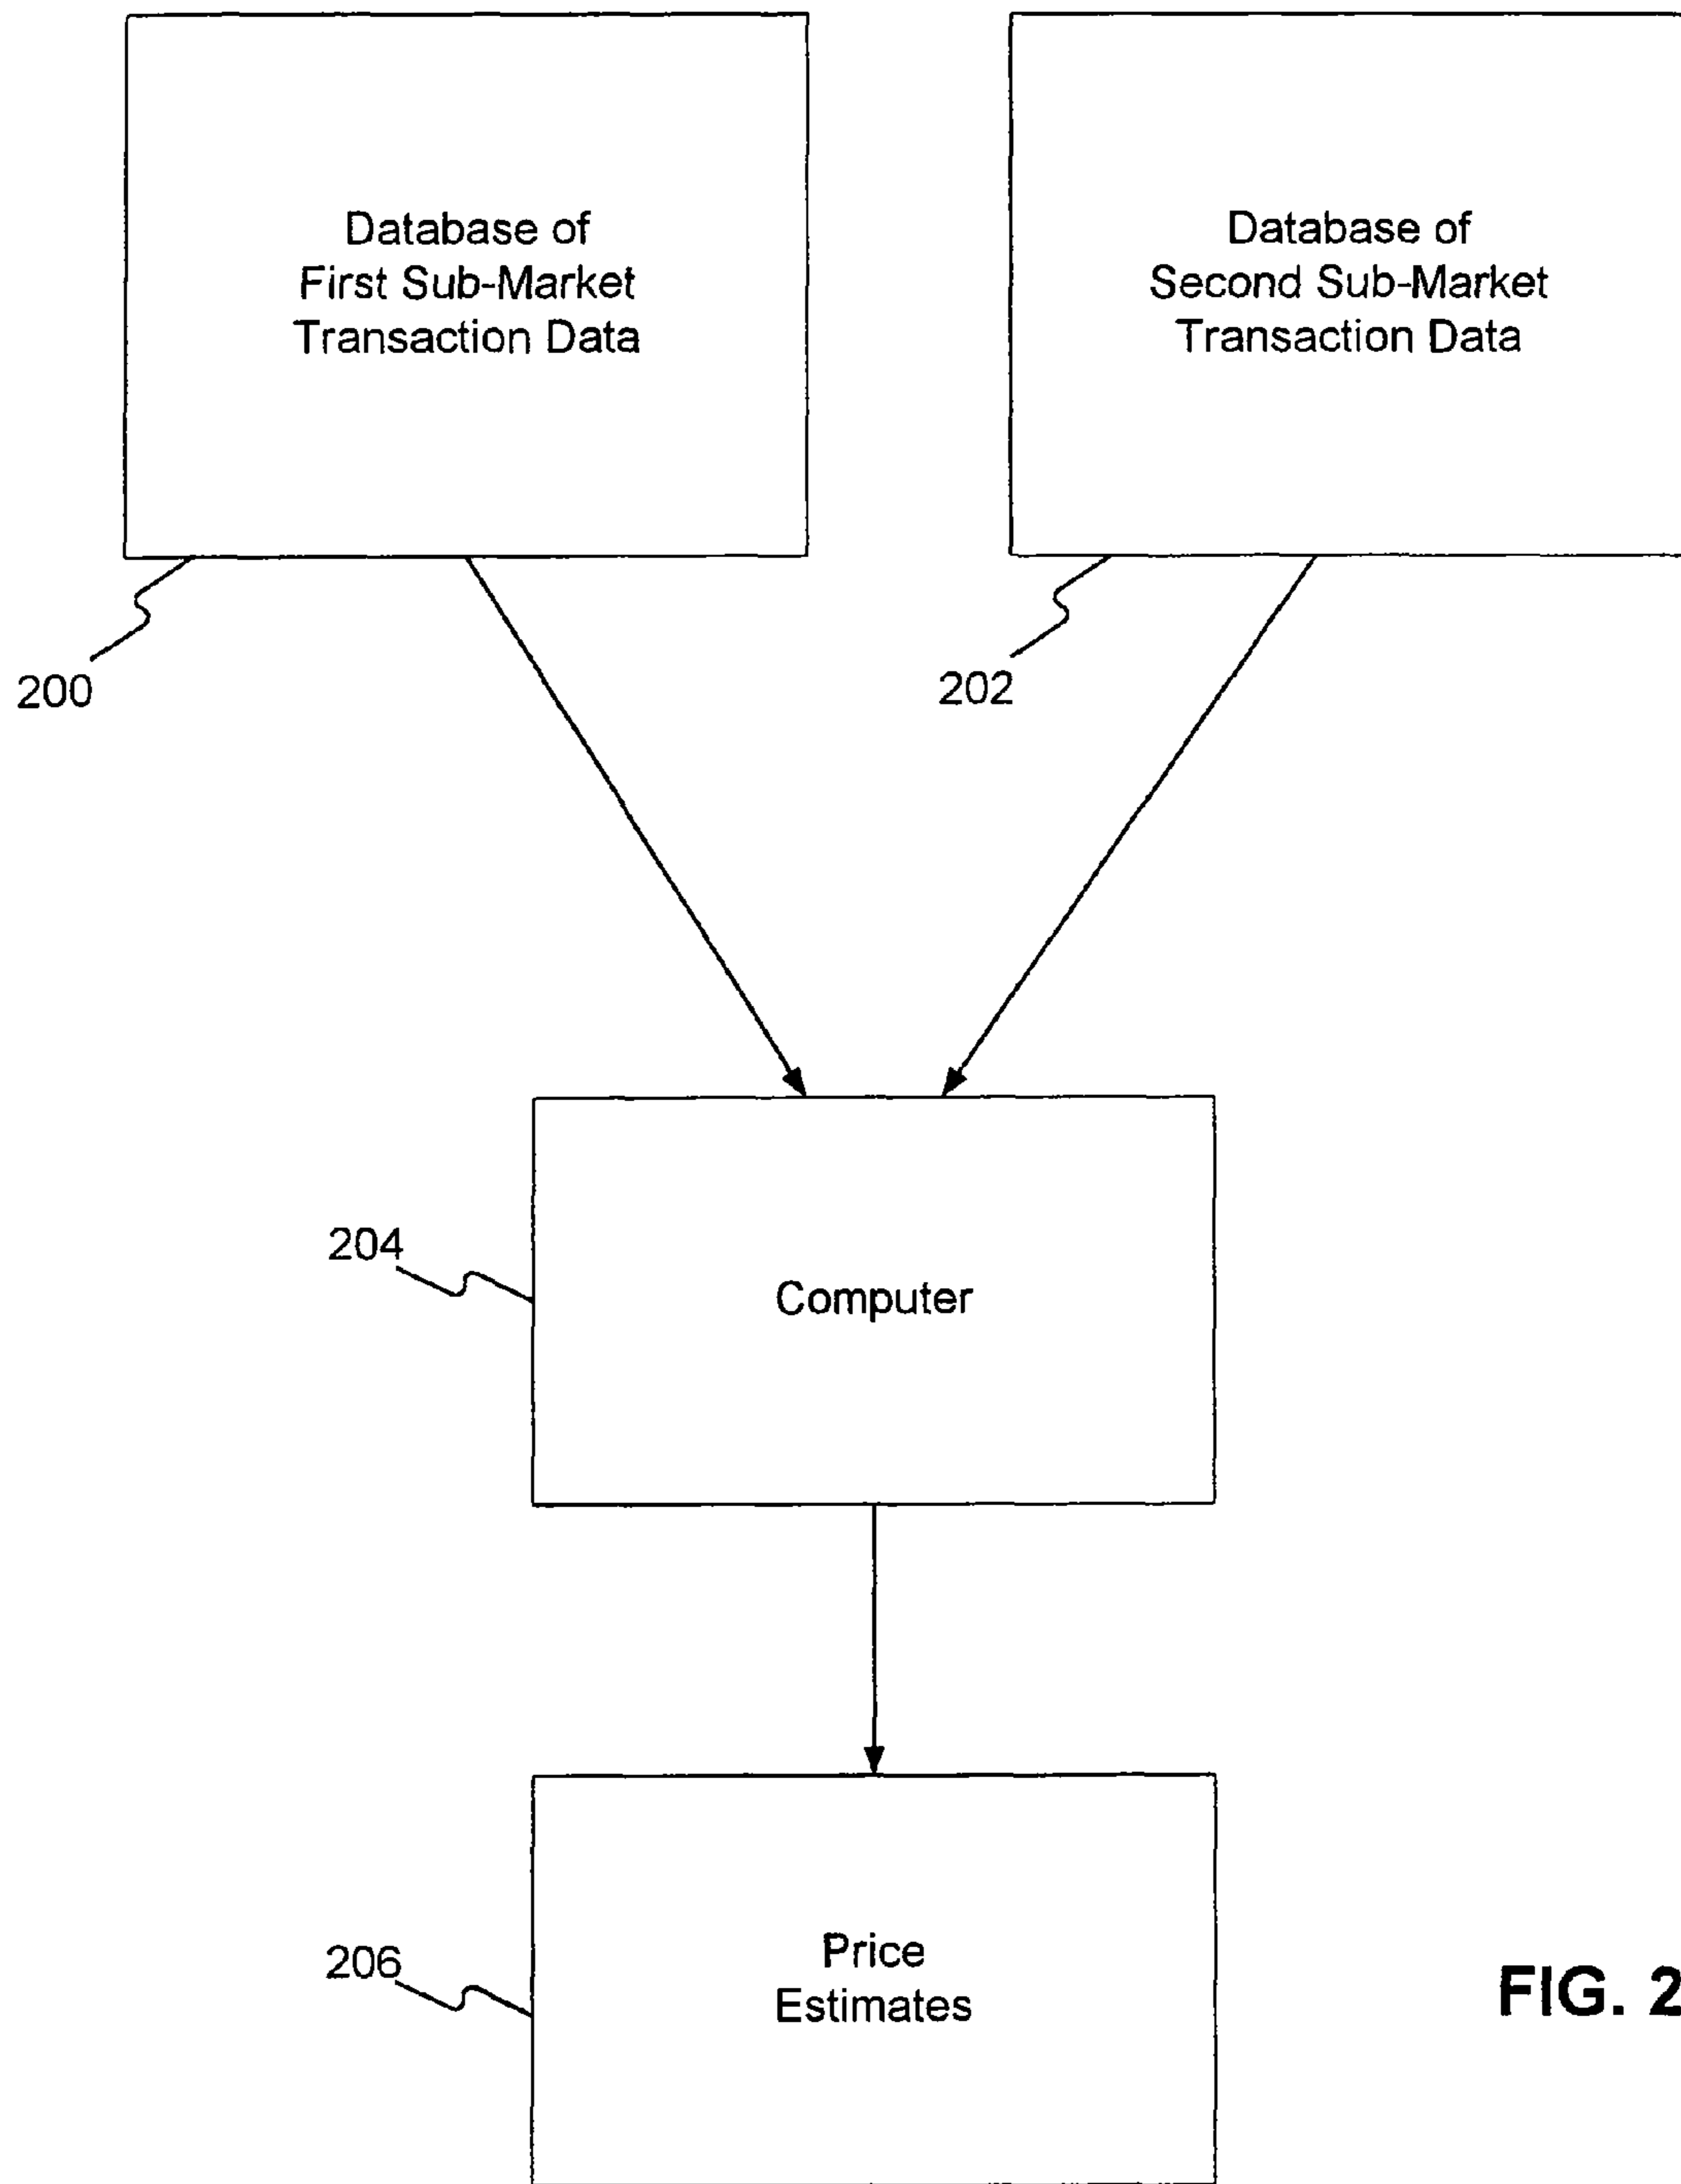 Database of
First Sub-Market
Transaction Data
Database of
Second Sub-Market
Transaction Data
200
202
204
Computer
206
Price
Estimates
FIG. 2